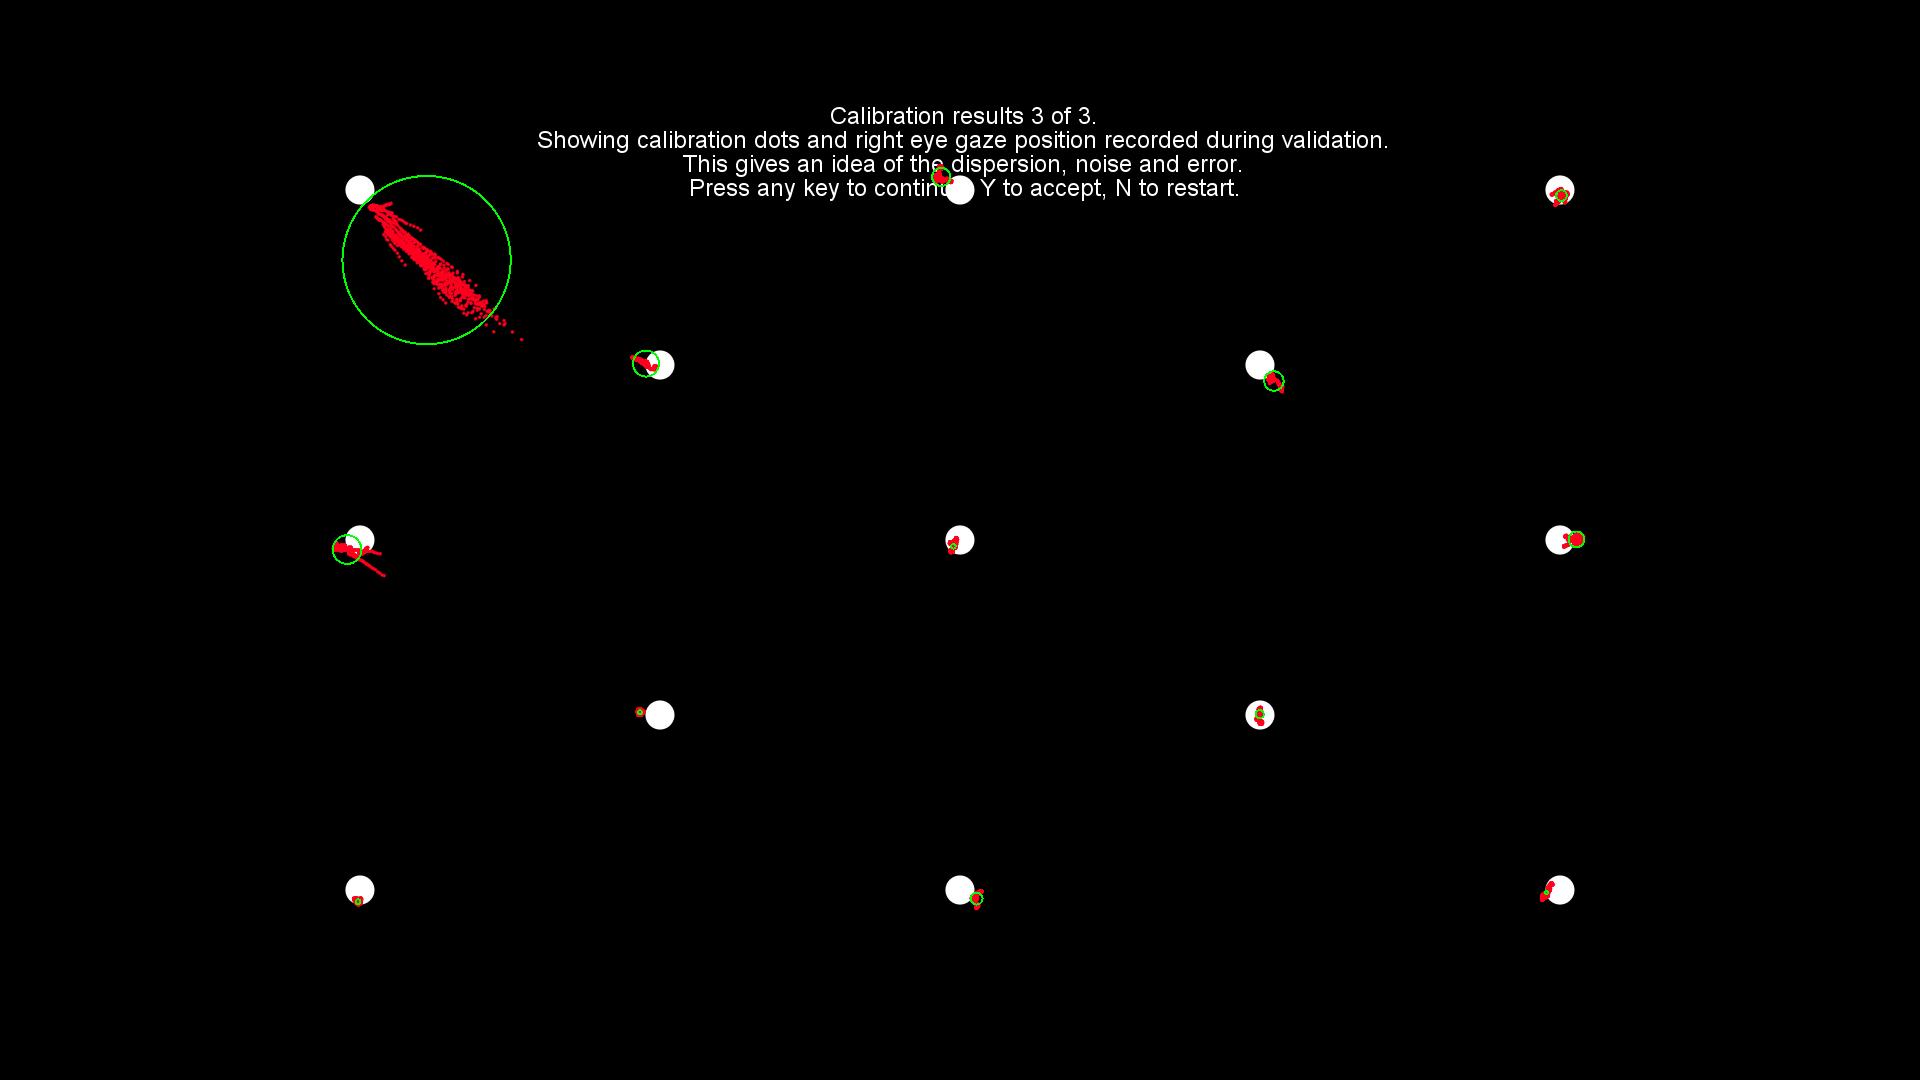 Calibration results 3 of 3.
Showing calibration dots and right eye gaze position recorded during validation.
This gives an idea of the dispersion, noise and error.
Press any key to contin Y to accept, N to restart.